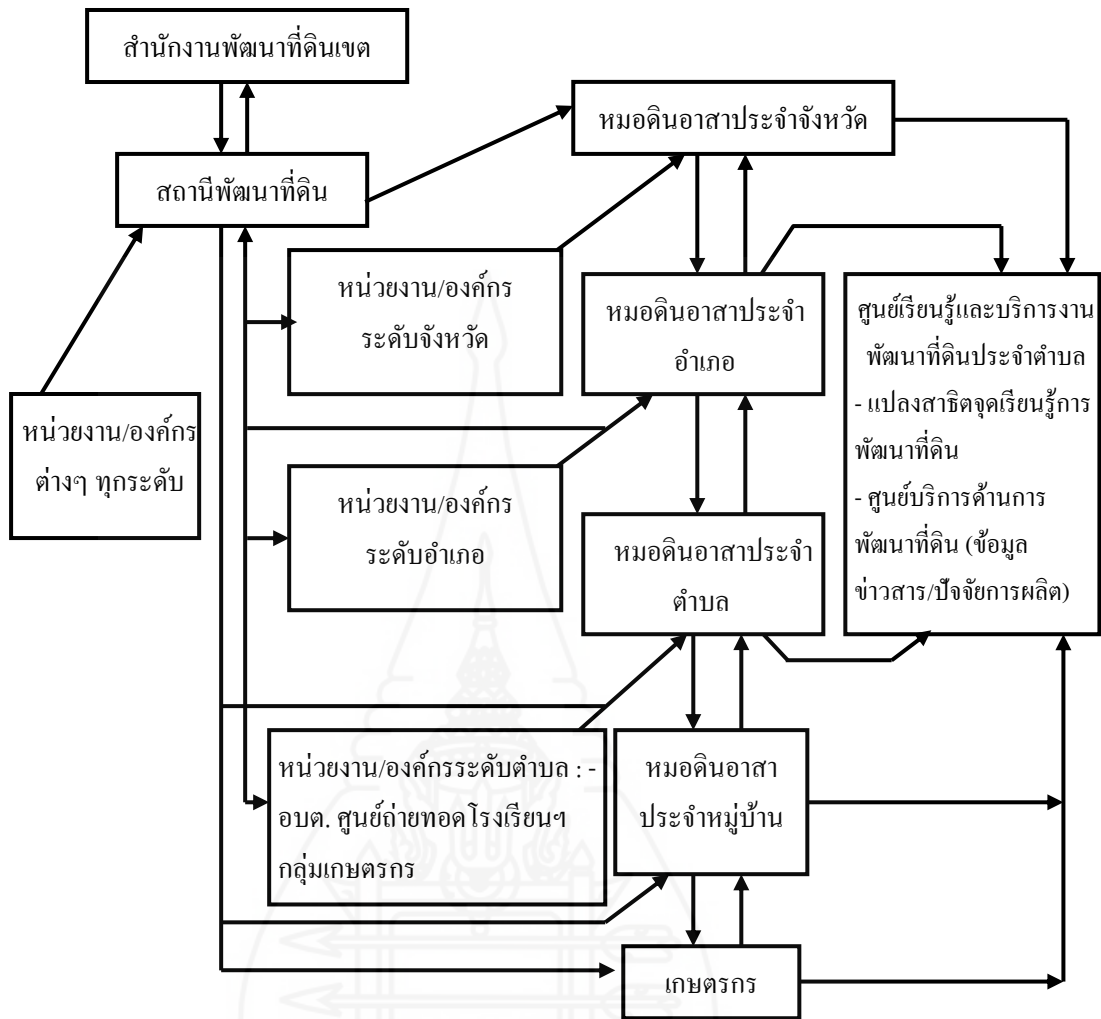 สำนักงานพัฒนาที่ดินเขต
สถานีพัฒนาที่ดิน
หมอดินอาสาประจำจังหวัด
หน่วยงาน/องค์กร
ระดับจังหวัด
หมอดินอาสาประจำ
อำเภอ
ศูนย์เรียนรู้และบริการงาน
พัฒนาที่ดินประจำตำบล
- แปลงสาธิตจุดเรียนรู้การ
พัฒนาที่ดิน
- ศูนย์บริการด้านการ
พัฒนาที่ดิน (ข้อมูล
ข่าวสาร/ปัจจัยการผลิต)
หน่วยงาน/องค์กร
ต่างๆ ทุกระดับ
หน่วยงาน/องค์กร
ระดับอำเภอ
หมอดินอาสาประจำ
ตำบล
หน่วยงาน/องค์กรระดับตำบล : -
อบต. ศูนย์ถ่ายทอดโรงเรียนฯ
กลุ่มเกษตรกร
หมอดินอาสา
ประจำหมู่บ้าน
เกษตรกร